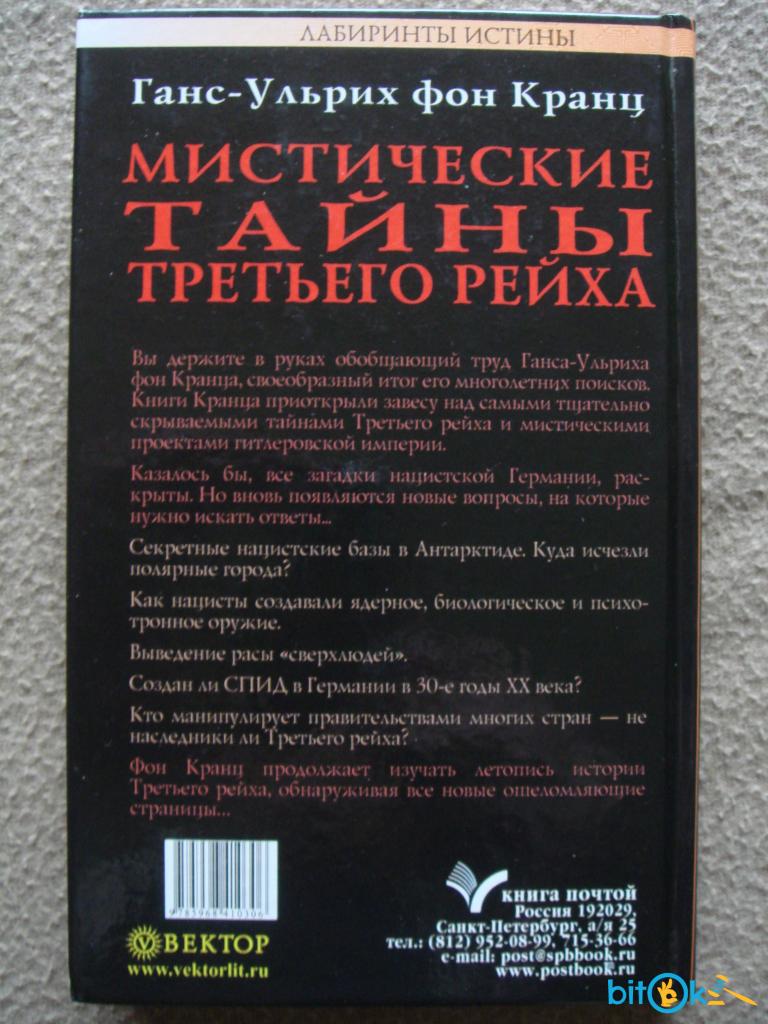 ЛАБИРИНТЫ ИСТИНЫ
Ганс-Ульрих фон Кранц
МИСТИЧЕСКИЕ
ТАЙНЫ
ТРЕТЬЕГО РЕЙХА
Вы держите в руках обобщающий труд Ганса-Ульриха
фон Кранца, своеобразный итог его многолетних поисков.
Книги Кранца приоткрыли завесу над самыми тщательно
скрываемыми тайнами Третьего рейха и мистическими
проектами гитлеровской империи.
Казалось бы, все загадки нацистской Германии, рас-
крыты. Но вновь появляются новые вопросы, на которые
нужно искать ответы...
Секретные нацистские базы в Антарктиде. Куда исчезли
полярные города?
Как нацисты создавали ядерное, биологическое и психо-
тронное оружие.
Выведение расы «сверхлюдей».
Создан ли СПИД в Германии в 30-е годы XX века?
Кто манипулирует правительствами многих стран — не
наследники ли Третьего рейха?
Фон Кранц продолжает изучать летопись истории
Третьего рейха, обнаруживая все новые ошеломляющие
страницы...
9785968410306
ВЕКТОР
www.vektorlit.ru
КНИГА ПОЧТОЙ
Россия 192029,
Санкт-Петербург, а/я 25
тел.: (812) 952-08-99, 715-36-66
e-mail: post@spbbook.ru
www.postbook.ru
bitOk